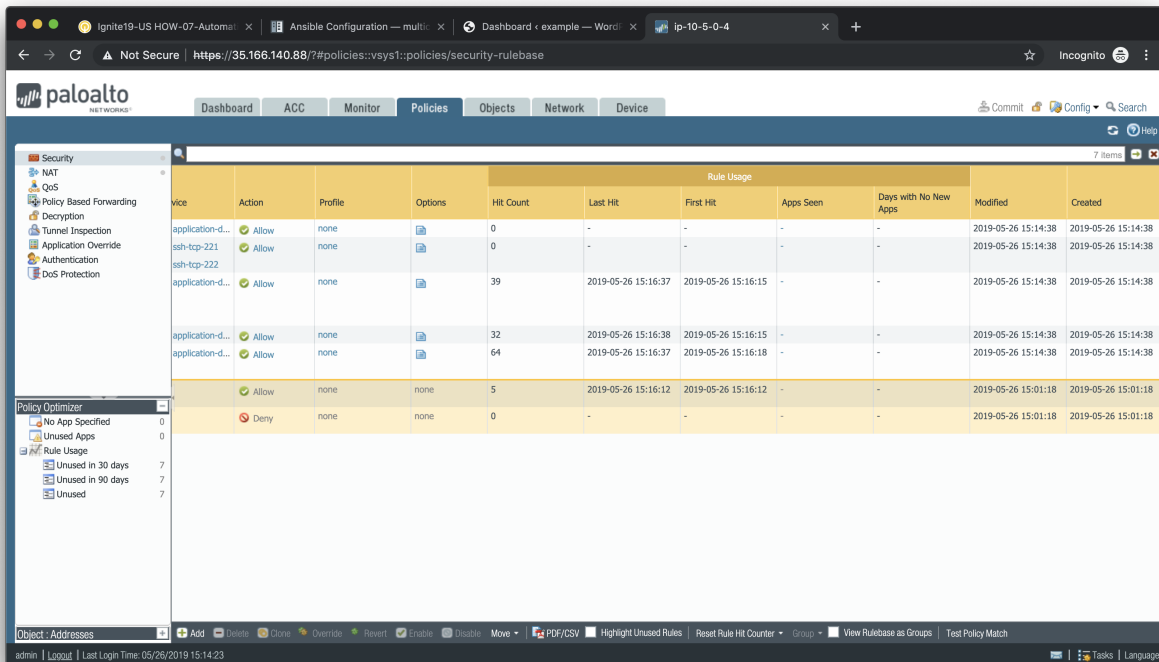 Ignite19-US HOW-07-Automat
Ansible Configuration — multic
Dashboard ‹ example — WordP
ip-10-5-0-4
Not Secure
https://35.166.140.88/?#policies::vsys1::policies/security-rulebase
Incognito
paloalto
NETWORKS®
Dashboard
ACC
Monitor
Policies
Objects
Network
Device
Commit
Config
Search
Help
7 items
Security
NAT
QoS
Policy Based Forwarding
Decryption
Tunnel Inspection
Application Override
Authentication
DoS Protection
Rule Usage
vice Action Profile Options Hit Count Last Hit First Hit Apps Seen Days with No New Apps Modified Created
application-d... Allow none 0 - - - - 2019-05-26 15:14:38 2019-05-26 15:14:38
ssh-tcp-221 Allow none 0 - - - - 2019-05-26 15:14:38 2019-05-26 15:14:38
ssh-tcp-222
application-d... Allow none 39 2019-05-26 15:16:37 2019-05-26 15:16:15 - - 2019-05-26 15:14:38 2019-05-26 15:14:38
application-d... Allow none 32 2019-05-26 15:16:38 2019-05-26 15:16:15 - - 2019-05-26 15:14:38 2019-05-26 15:14:38
application-d... Allow none 64 2019-05-26 15:16:37 2019-05-26 15:16:18 - - 2019-05-26 15:14:38 2019-05-26 15:14:38
Allow none none 5 2019-05-26 15:16:12 2019-05-26 15:16:12 - - 2019-05-26 15:01:18 2019-05-26 15:01:18
Deny none none 0 - - - - 2019-05-26 15:01:18 2019-05-26 15:01:18
Policy Optimizer
No App Specified 0
Unused Apps 0
Rule Usage
Unused in 30 days 7
Unused in 90 days 7
Unused 7
Object : Addresses
Add Delete Clone Override Revert Enable Disable Move PDF/CSV Highlight Unused Rules Reset Rule Hit Counter Group View Rulebase as Groups Test Policy Match
admin | Logout | Last Login Time: 05/26/2019 15:14:23
Tasks | Language